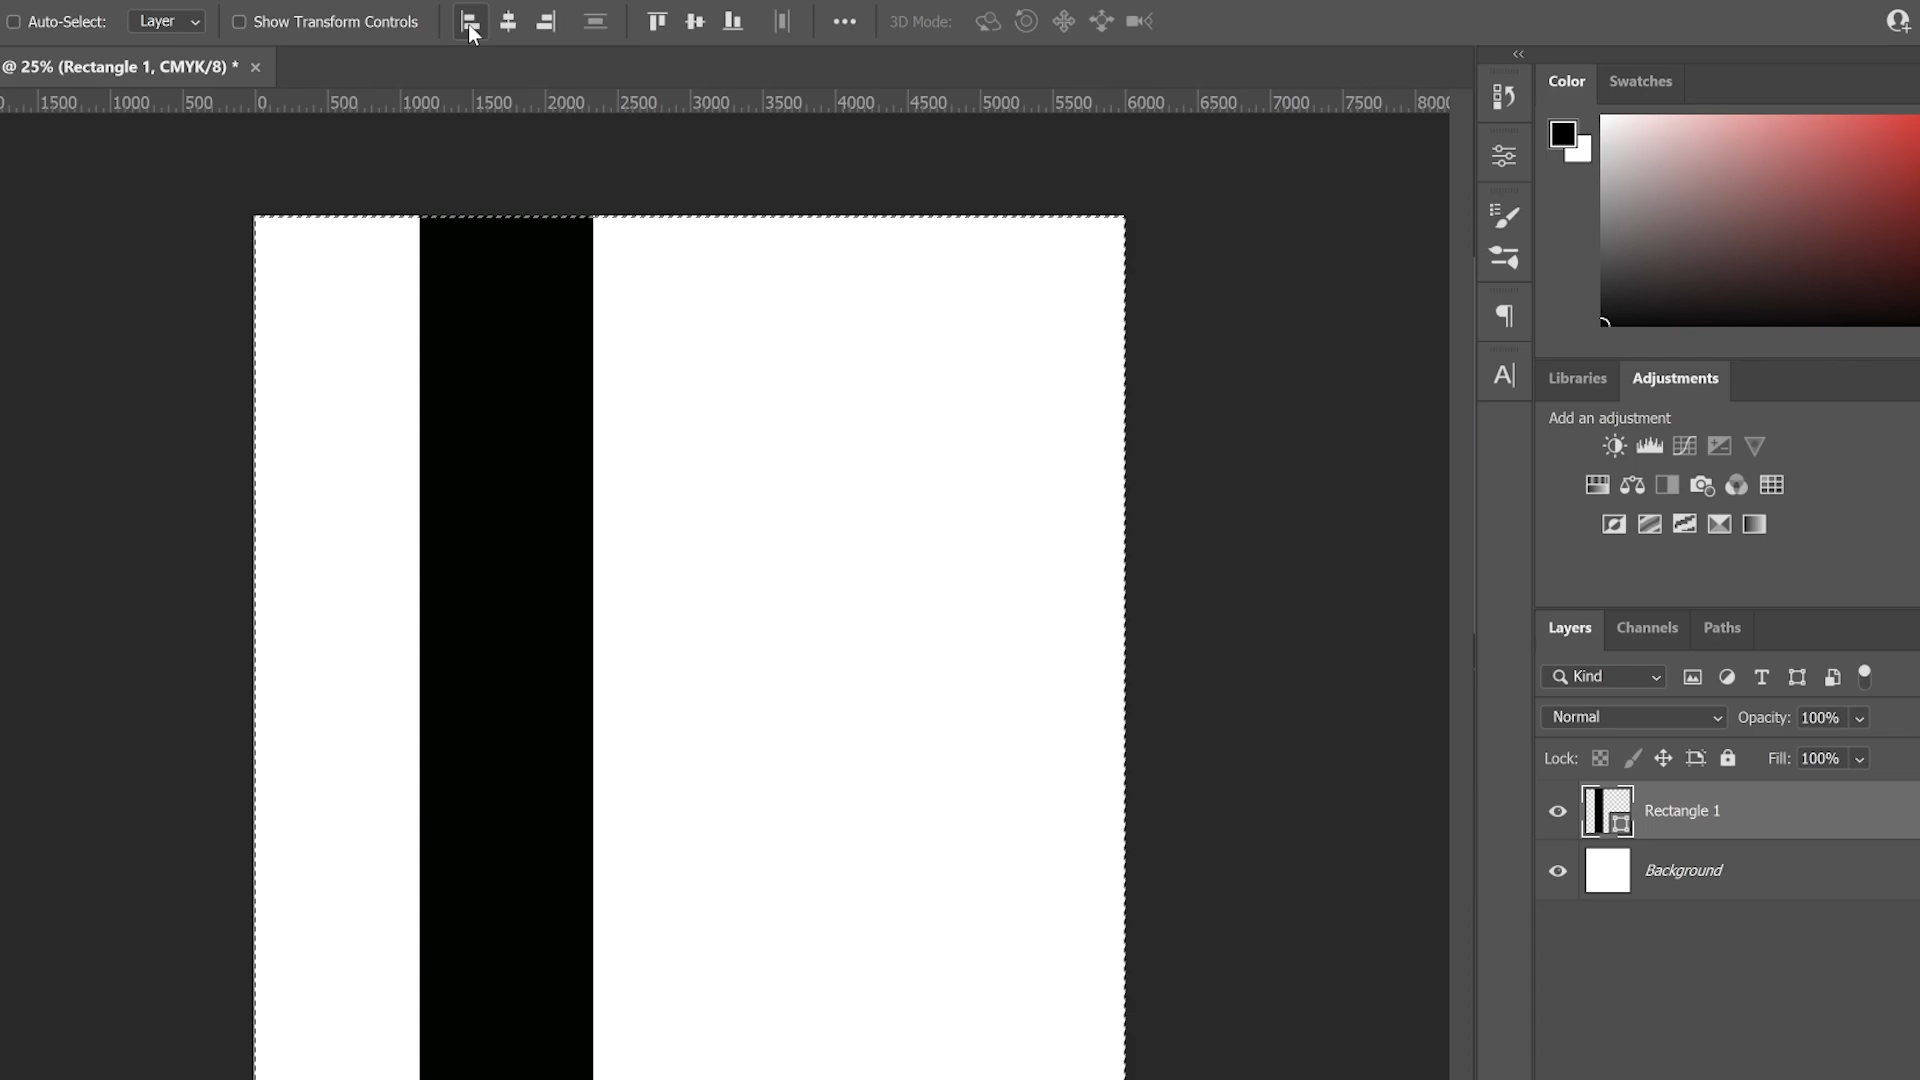 Auto-Select: Layer Show Transform Controls 3D Mode:
@ 25% (Rectangle 1, CMYK/8) * ×
0 1500 1000 500 0 500 1000 1500 2000 2500 3000 3500 4000 4500 5000 5500 6000 6500 7000 7500 8000
Color Swatches
Libraries Adjustments
Add an adjustment
Layers Channels Paths
Kind
Normal Opacity: 100%
Lock: Fill: 100%
Rectangle 1
Background